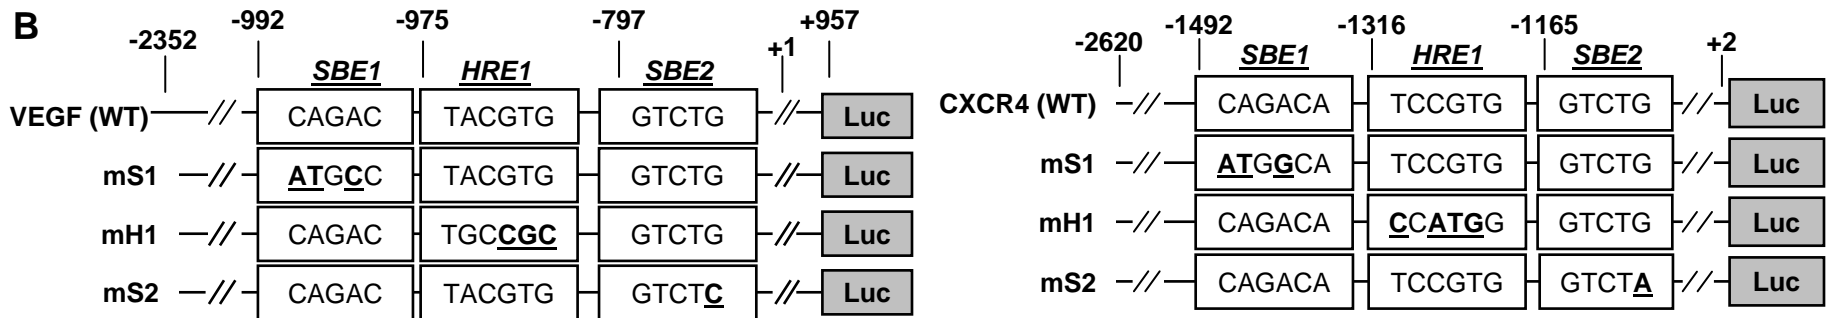 B
-2352 -992 -975 -797 +1 +957
SBE1 HRE1 SBE2
VEGF (WT) // CAGAC TACGTG GTCTG // Luc
mS1 // ATGCC TACGTG GTCTG // Luc
mH1 // CAGAC TGCCGC GTCTG // Luc
mS2 // CAGAC TACGTG GTCTC // Luc
-2620 -1492 -1316 -1165 +2
SBE1 HRE1 SBE2
CXCR4 (WT) // CAGACA TCCGTG GTCTG // Luc
mS1 // ATGGCA TCCGTG GTCTG // Luc
mH1 // CAGACA CCATGG GTCTG // Luc
mS2 // CAGACA TCCGTG GTCTA // Luc